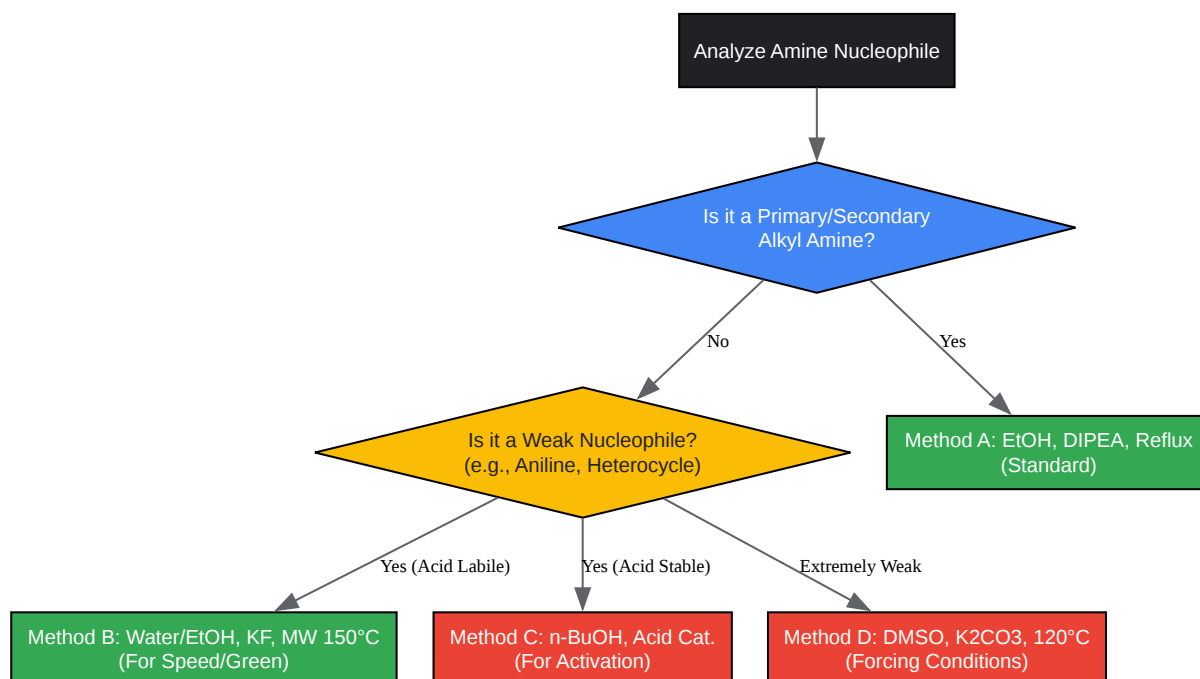 Analyze Amine Nucleophile
Is it a Primary/Secondary
Alkyl Amine?
No
Yes
Is it a Weak Nucleophile?
(e.g., Aniline, Heterocycle)
Method A: EtOH, DIPEA, Reflux
(Standard)
Yes (Acid Labile)
Yes (Acid Stable)
Extremely Weak
Method B: Water/EtOH, KF, MW 150°C
(For Speed/Green)
Method C: n-BuOH, Acid Cat.
(For Activation)
Method D: DMSO, K2CO3, 120°C
(Forcing Conditions)